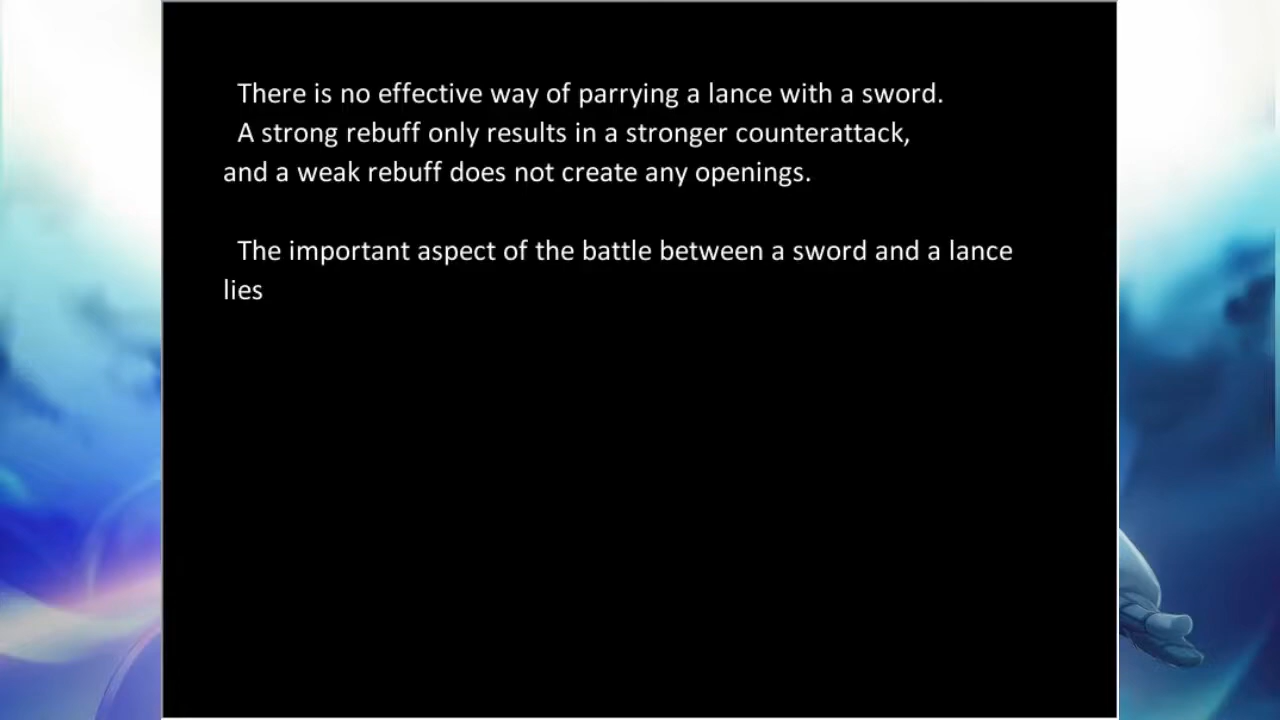 There is no effective way of parrying a lance with a sword.
A strong rebuff only results in a stronger counterattack,
and a weak rebuff does not create any openings.
The important aspect of the battle between a sword and a lance
lies